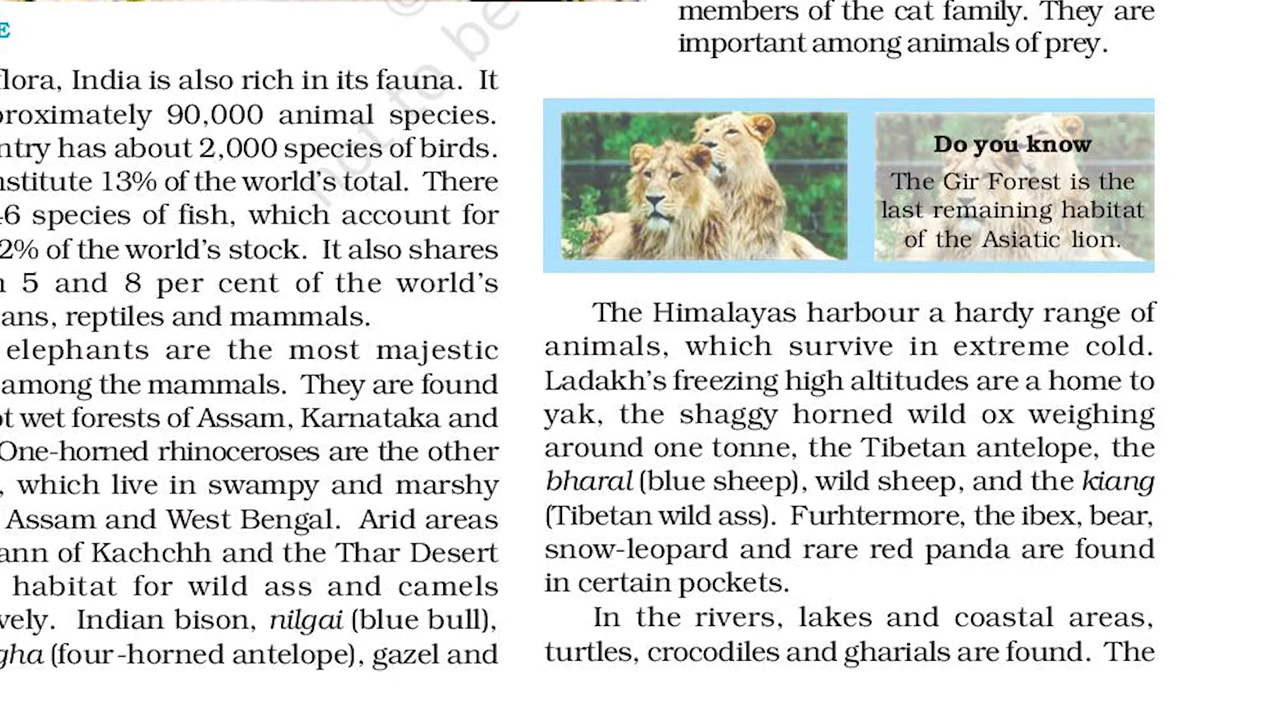 E
flora, India is also rich in its fauna. It
proximately 90,000 animal species.
ntry has about 2,000 species of birds.
nstitute 13% of the world's total. There
46 species of fish, which account for
2% of the world's stock. It also shares
n 5 and 8 per cent of the world's
ans, reptiles and mammals.
elephants are the most majestic
among the mammals. They are found
ot wet forests of Assam, Karnataka and
One-horned rhinoceroses are the other
, which live in swampy and marshy
Assam and West Bengal. Arid areas
ann of Kachchh and the Thar Desert
habitat for wild ass and camels
vely. Indian bison, nilgai (blue bull),
gha (four-horned antelope), gazel and
members of the cat family. They are
important among animals of prey.
Do you know
The Gir Forest is the
last remaining habitat
of the Asiatic lion.
The Himalayas harbour a hardy range of
animals, which survive in extreme cold.
Ladakh's freezing high altitudes are a home to
yak, the shaggy horned wild ox weighing
around one tonne, the Tibetan antelope, the
bharal (blue sheep), wild sheep, and the kiang
(Tibetan wild ass). Furhtermore, the ibex, bear,
snow-leopard and rare red panda are found
in certain pockets.
In the rivers, lakes and coastal areas,
turtles, crocodiles and gharials are found. The
not to be